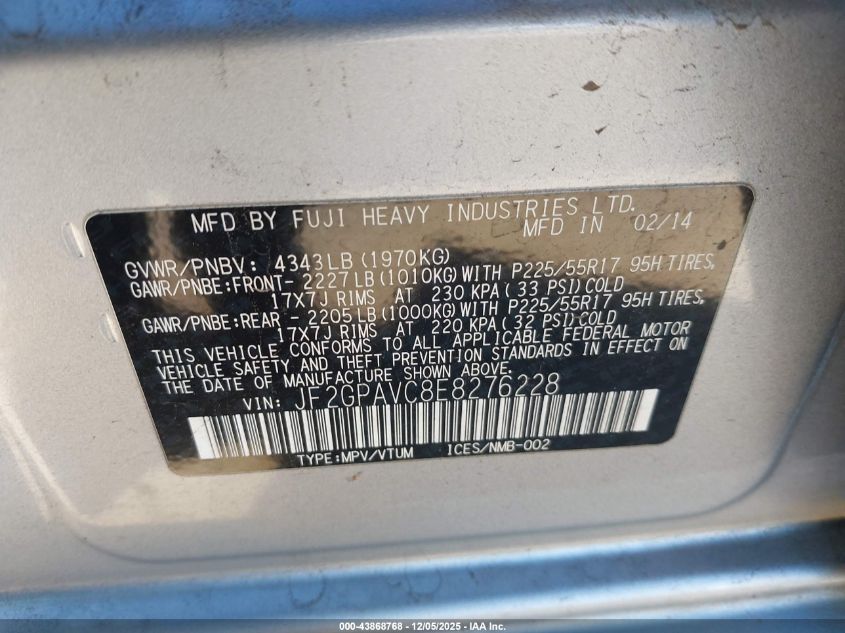 MFD BY FUJI HEAVY INDUSTRIES LTD.
MFD IN 02/14
GVWR/PNBV: 4343LB (1970KG)
GAWR/PNBE:FRONT- 2227LB (1010KG) WITH P225/55R17 95H TIRES,
17X7J RIMS AT 230 KPA (33 PSI) COLD
GAWR/PNBE:REAR - 2205LB (1000KG) WITH P225/55R17 95H TIRES,
17X7J RIMS AT 220 KPA (32 PSI) COLD
THIS VEHICLE CONFORMS TO ALL APPLICABLE FEDERAL MOTOR
VEHICLE SAFETY AND THEFT PREVENTION STANDARDS IN EFFECT ON
THE DATE OF MANUFACTURE SHOWN ABOVE.
VIN: JF2GPAVC8E8276228
TYPE:MPV/VTUM ICES/NMB-002
000-43868768 - 12/05/2025 - IAA Inc.